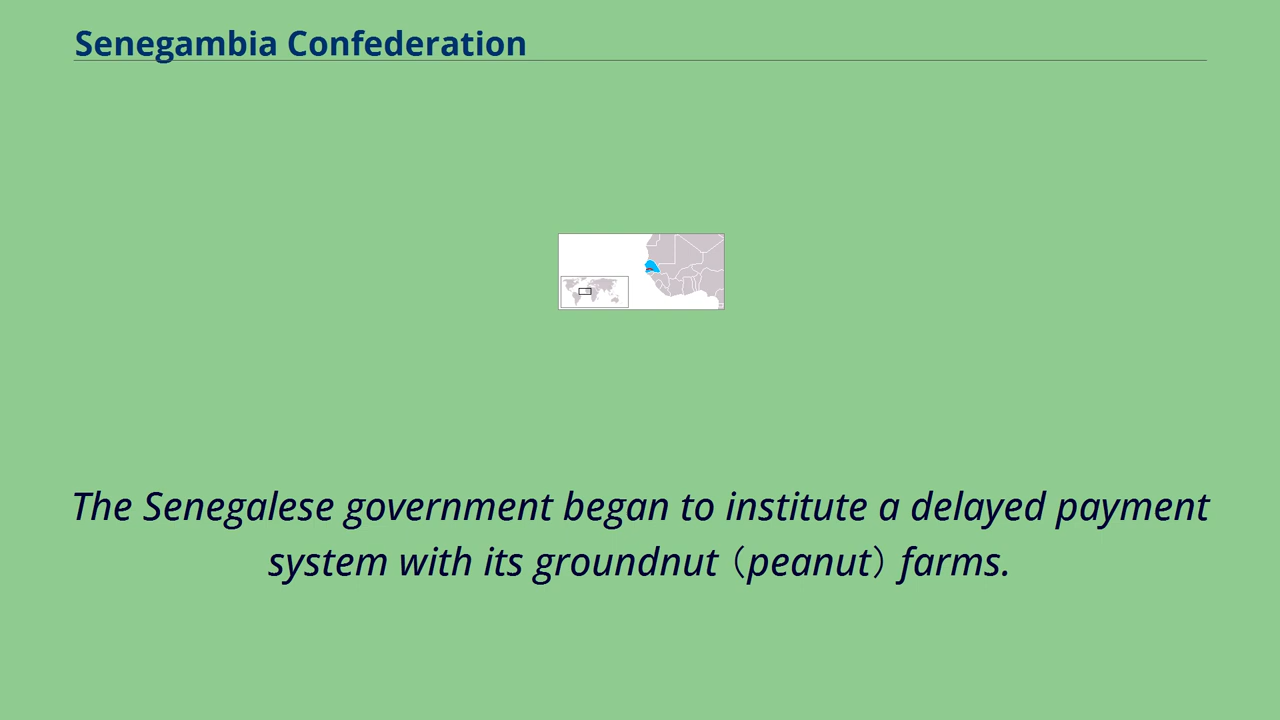 Senegambia Confederation
The Senegalese government began to institute a delayed payment
system with its groundnut（peanut）farms.